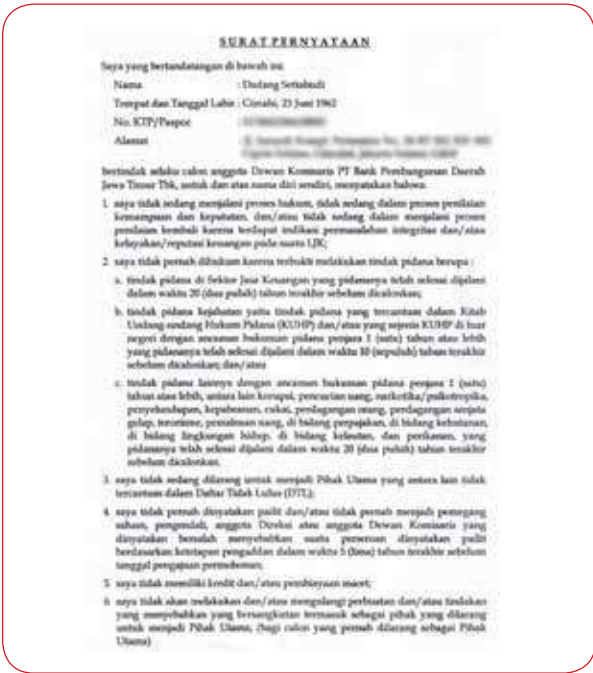 SURAT PERNYATAAN
Saya yang bertandatangan di bawah ini:
Nama : Dadang Setiabudi
Tempat dan Tanggal Lahir : Cimahi, 23 Juni 1962
No. KTP/Paspor
Alamat
bertindak selaku calon anggota Dewan Komisaris PT Bank Pembangunan Daerah
Jawa Timur Tbk, untuk dan atas nama diri sendiri, menyatakan bahwa:
1. saya tidak sedang menjalani proses hukum, tidak sedang dalam proses penilaian
kemampuan dan kepatutan, dan/atau tidak sedang dalam menjalani proses
penilaian kembali karena terdapat indikasi permasalahan integritas dan/atau
kelayakan/reputasi keuangan pada suatu LJK;
2. saya tidak pernah dihukum karena terbukti melakukan tindak pidana berupa :
a. tindak pidana di Sektor Jasa Keuangan yang pidananya telah selesai dijalani
dalam waktu 20 (dua puluh) tahun terakhir sebelum dicalonkan;
b. tindak pidana kejahatan yaitu tindak pidana yang tercantum dalam Kitab
Undang-undang Hukum Pidana (KUHP) dan/atau yang sejenis KUHP di luar
negeri dengan ancaman hukuman pidana penjara 1 (satu) tahun atau lebih
yang pidananya telah selesai dijalani dalam waktu 10 (sepuluh) tahun terakhir
sebelum dicalonkan; dan/atau
c. tindak pidana lainnya dengan ancaman hukuman pidana penjara 1 (satu)
tahun atau lebih, antara lain korupsi, pencucian uang, narkotika/psikotropika,
penyelundupan, kepabeanan, cukai, perdagangan orang, perdagangan senjata
gelap, terorisme, pemalsuan uang, di bidang perpajakan, di bidang kehutanan,
di bidang lingkungan hidup, di bidang kelautan, dan perikanan, yang
pidananya telah selesai dijalani dalam waktu 20 (dua puluh) tahun terakhir
sebelum dicalonkan.
3. saya tidak sedang dilarang untuk menjadi Pihak Utama yang antara lain tidak
tercantum dalam Daftar Tidak Lulus (DTL);
4. saya tidak pernah dinyatakan pailit dan/atau tidak pernah menjadi pemegang
saham, pengendali, anggota Direksi atau anggota Dewan Komisaris yang
dinyatakan bersalah menyebabkan suatu perseroan dinyatakan pailit
berdasarkan ketetapan pengadilan dalam waktu 5 (lima) tahun terakhir sebelum
tanggal pengajuan permohonan;
5. saya tidak memiliki kredit dan/atau pembiayaan macet;
6. saya tidak akan melakukan dan/atau mengulangi perbuatan dan/atau tindakan
yang menyebabkan yang bersangkutan termasuk sebagai pihak yang dilarang
untuk menjadi Pihak Utama; (bagi calon yang pernah dilarang sebagai Pihak
Utama)